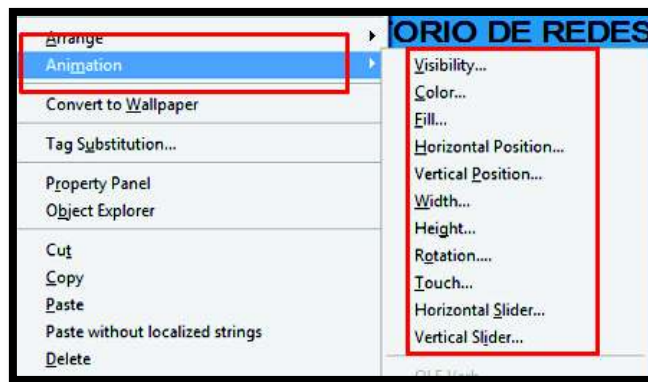 Arrange
Animation
Convert to Wallpaper
Tag Substitution...
Property Panel
Object Explorer
Cut
Copy
Paste
Paste without localized strings
Delete
ORIO DE REDES
Visibility...
Color...
Fill...
Horizontal Position...
Vertical Position...
Width...
Height...
Rotation....
Touch...
Horizontal Slider...
Vertical Slider...